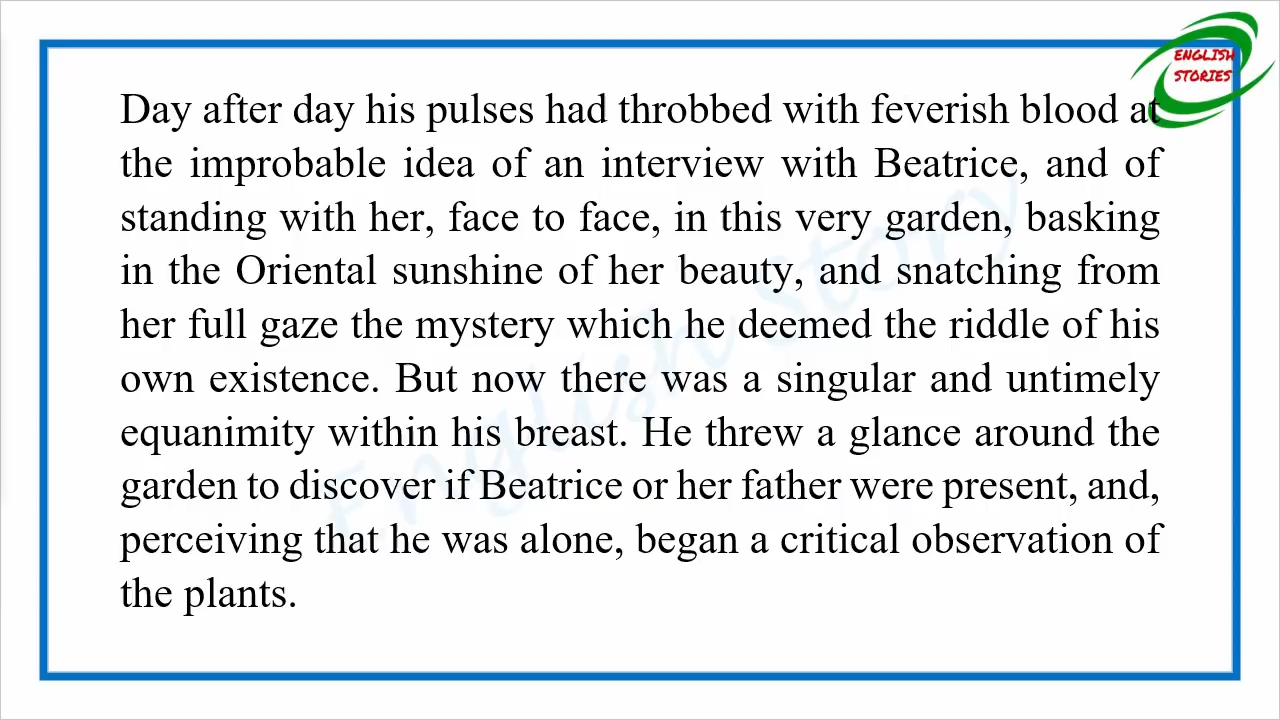 ENGLISH
STORIES
Day after day his pulses had throbbed with feverish blood at
the improbable idea of an interview with Beatrice, and of
standing with her, face to face, in this very garden, basking
in the Oriental sunshine of her beauty, and snatching from
her full gaze the mystery which he deemed the riddle of his
own existence. But now there was a singular and untimely
equanimity within his breast. He threw a glance around the
garden to discover if Beatrice or her father were present, and,
perceiving that he was alone, began a critical observation of
the plants.
English Story